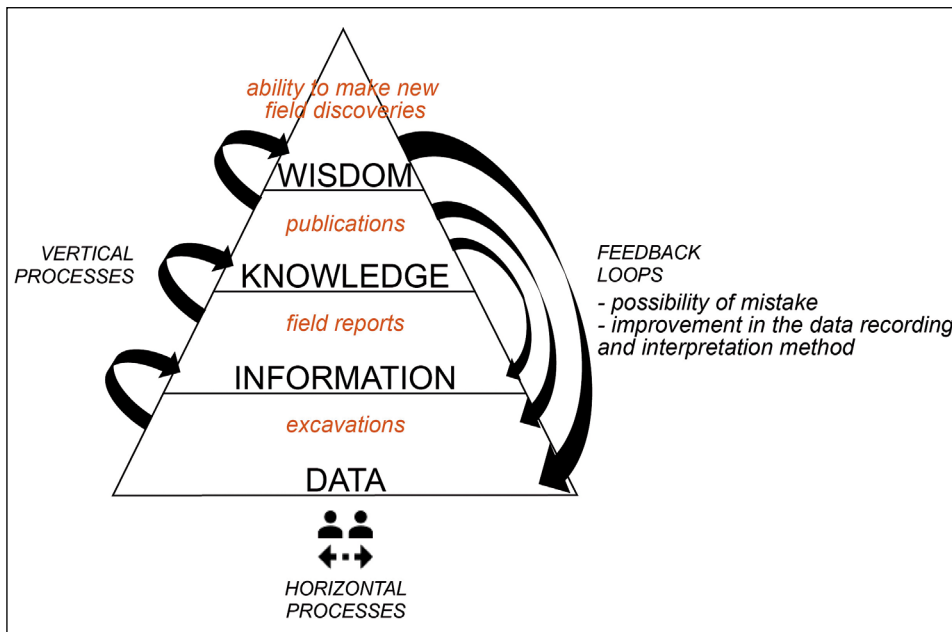 ability to make new
field discoveries
WISDOM
publications
KNOWLEDGE
field reports
INFORMATION
excavations
DATA
VERTICAL
PROCESSES
FEEDBACK
LOOPS
- possibility of mistake
- improvement in the data recording
and interpretation method
HORIZONTAL
PROCESSES